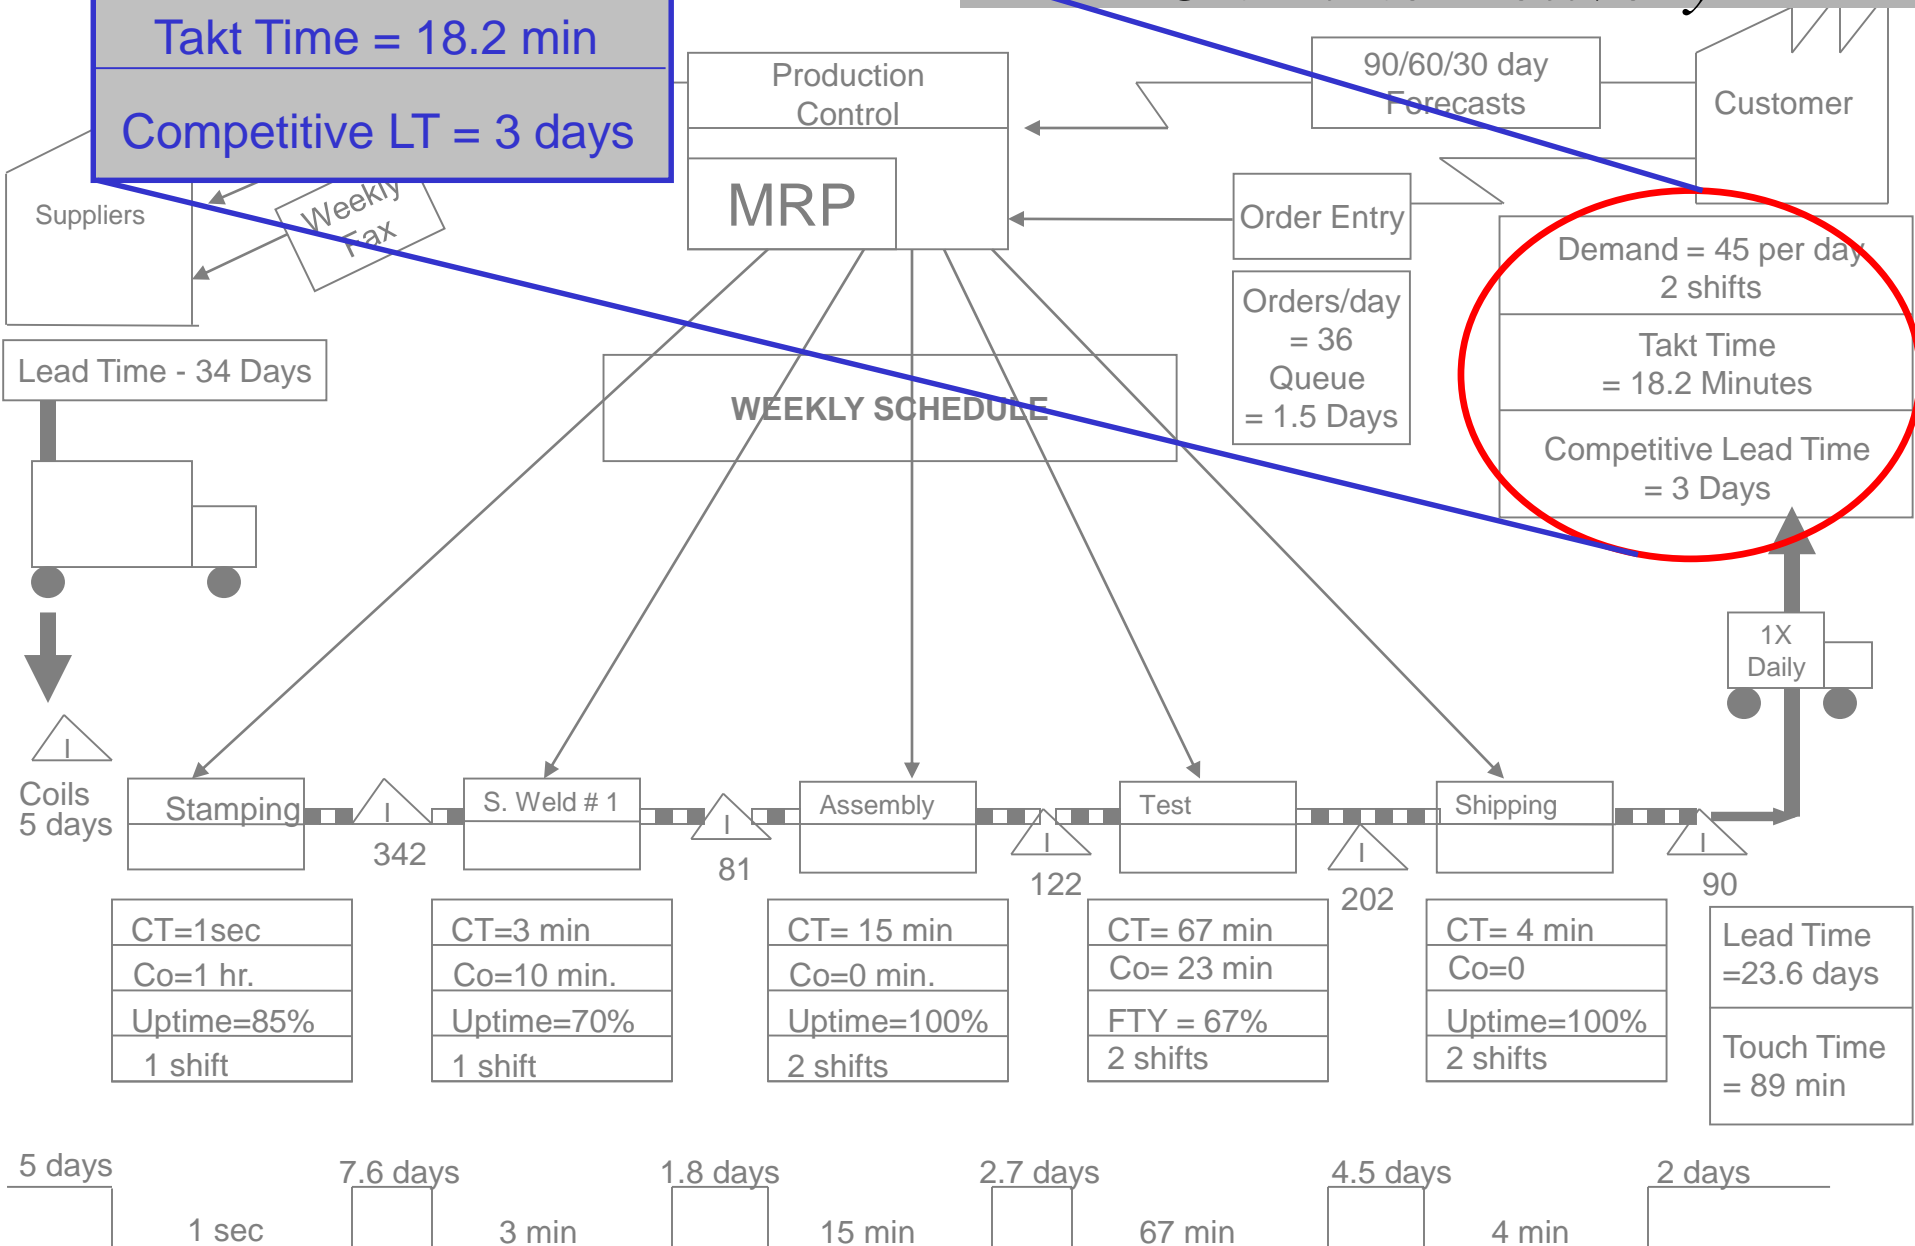 Takt Time = 18.2 min
Competitive LT = 3 days
Production
Control
MRP
90/60/30 day
Forecasts
Customer
Suppliers
Weekly
Fax
Order Entry
Demand = 45 per day
2 shifts
Orders/day
= 36
Queue
= 1.5 Days
Takt Time
= 18.2 Minutes
Competitive Lead Time
= 3 Days
Lead Time - 34 Days
WEEKLY SCHEDULE
1X
Daily
I
Coils
5 days
Stamping
I
342
S. Weld # 1
I
81
Assembly
I
122
Test
I
202
Shipping
I
90
CT=1sec
Co=1 hr.
Uptime=85%
1 shift
CT=3 min
Co=10 min.
Uptime=70%
1 shift
CT= 15 min
Co=0 min.
Uptime=100%
2 shifts
CT= 67 min
Co= 23 min
FTY = 67%
2 shifts
CT= 4 min
Co=0
Uptime=100%
2 shifts
Lead Time
=23.6 days
Touch Time
= 89 min
5 days
7.6 days
1.8 days
2.7 days
4.5 days
2 days
1 sec
3 min
15 min
67 min
4 min